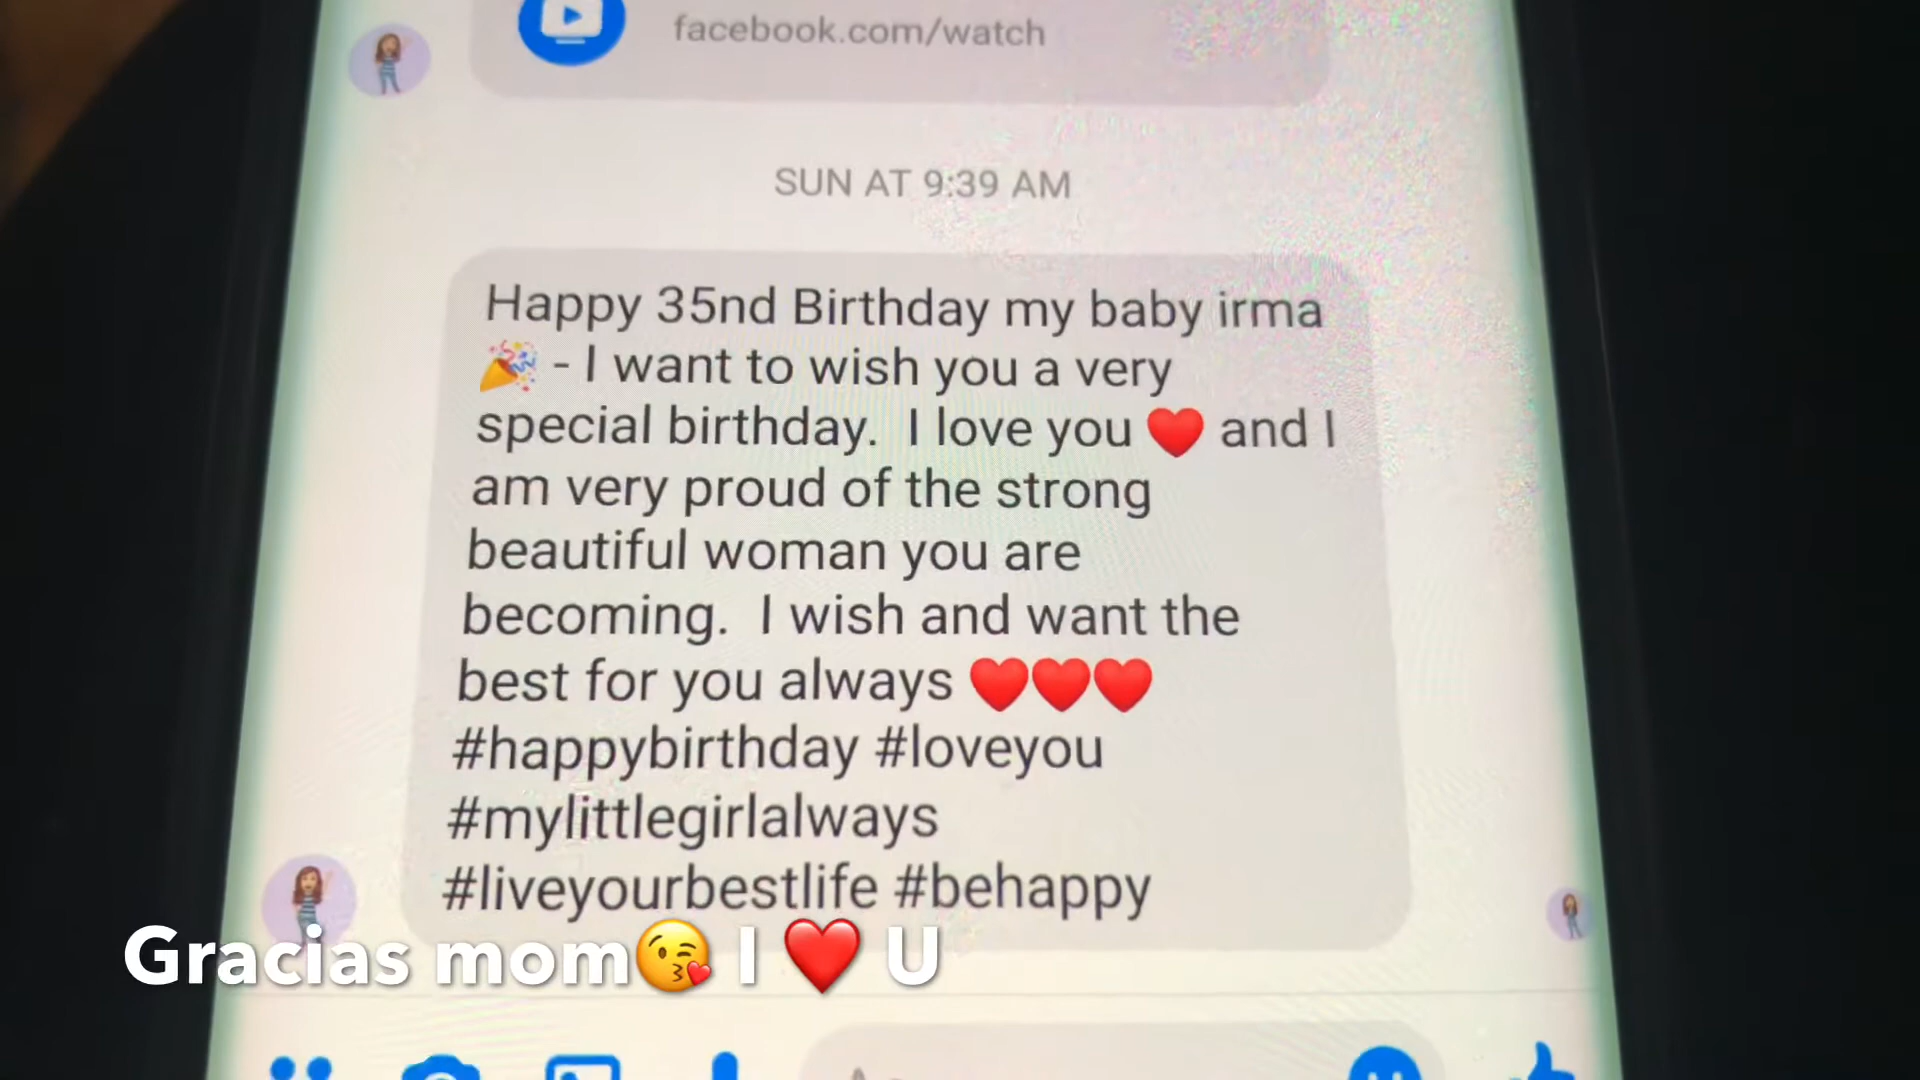 facebook.com/watch
SUN AT 9:39 AM
Happy 35nd Birthday my baby irma
🎉 - I want to wish you a very
special birthday.  I love you ❤️ and I
am very proud of the strong
beautiful woman you are
becoming.  I wish and want the
best for you always ❤️❤️❤️
#happybirthday #loveyou
#mylittlegirlalways
#liveyourbestlife #behappy
Gracias mom😘 I ❤️ U